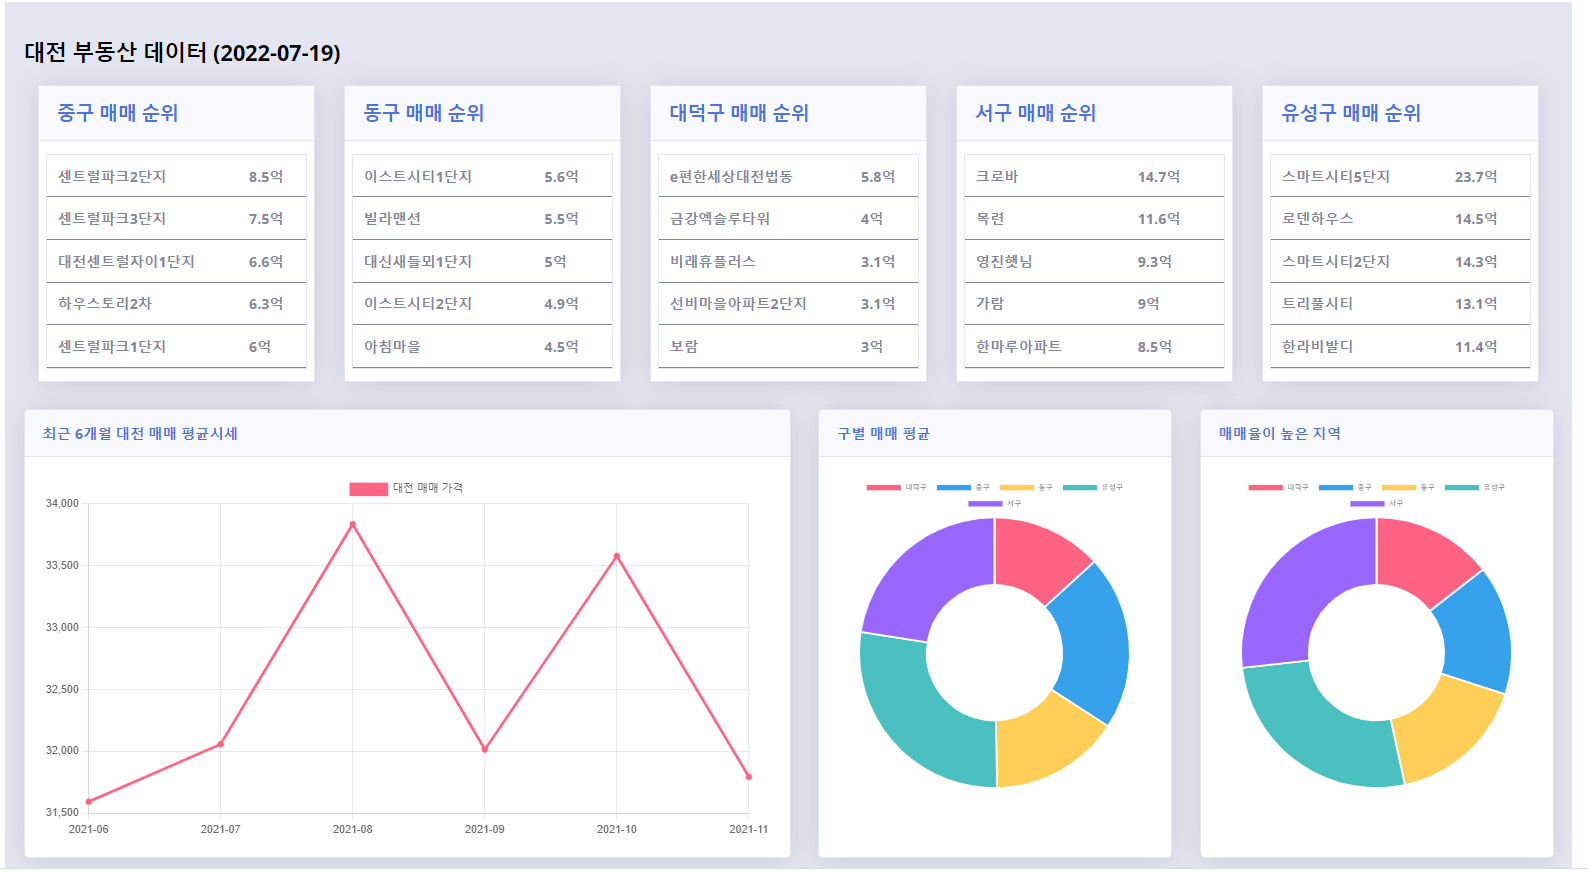 대전 부동산 데이터 (2022-07-19)
중구 매매 순위
센트럴파크2단지 8.5억
센트럴파크3단지 7.5억
대전센트럴자이1단지 6.6억
하우스토리2차 6.3억
센트럴파크1단지 6억
동구 매매 순위
이스트시티1단지 5.6억
빌라맨션 5.5억
대신새들뫼1단지 5억
이스트시티2단지 4.9억
아침마을 4.5억
대덕구 매매 순위
e편한세상대전법동 5.8억
금강엑슬루타워 4억
비래휴플러스 3.1억
선비마을아파트2단지 3.1억
보람 3억
서구 매매 순위
크로바 14.7억
목련 11.6억
영진햇님 9.3억
가람 9억
한마루아파트 8.5억
유성구 매매 순위
스마트시티5단지 23.7억
로덴하우스 14.5억
스마트시티2단지 14.3억
트리풀시티 13.1억
한라비발디 11.4억
최근 6개월 대전 매매 평균시세
대전 매매 가격
34,000
33,500
33,000
32,500
32,000
31,500
2021-06 2021-07 2021-08 2021-09 2021-10 2021-11
구별 매매 평균
대덕구 중구 동구 유성구
서구
매매율이 높은 지역
대덕구 중구 동구 유성구
서구